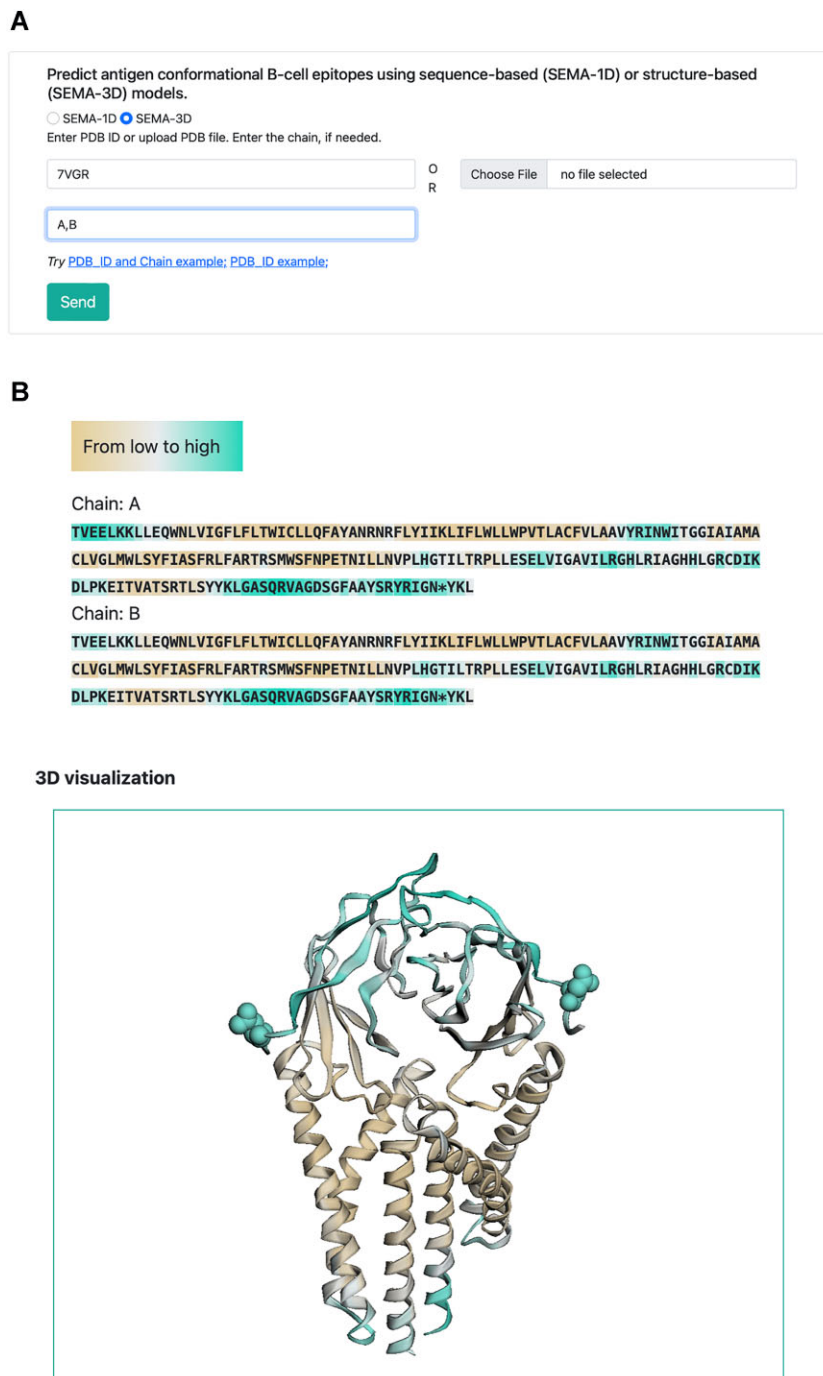 A
Predict antigen conformational B-cell epitopes using sequence-based (SEMA-1D) or structure-based
(SEMA-3D) models.
SEMA-1D SEMA-3D
Enter PDB ID or upload PDB file. Enter the chain, if needed.
7VGR O Choose File no file selected
R
A,B
Try PDB_ID and Chain example; PDB_ID example;
Send
B
From low to high
Chain: A
TVEELKKLLEQWNLVIGFLFLTWICLLQFAYANRNRFLYIIKLIFLWLLWPVTLACFVLAAVYRINWITGGIAIAMA
CLVGLMWLSYFIASFRLFARTRSMWSFNPETNILLNVPLHGTILTRPLLESELVIGAVILRGHLRIAGHHLGRCDIK
DLPKEITVATSRTLSYYKLGASQRVAGDSGFAAYSRYRIGN*YKL
Chain: B
TVEELKKLLEQWNLVIGFLFLTWICLLQFAYANRNRFLYIIKLIFLWLLWPVTLACFVLAAVYRINWITGGIAIAMA
CLVGLMWLSYFIASFRLFARTRSMWSFNPETNILLNVPLHGTILTRPLLESELVIGAVILRGHLRIAGHHLGRCDIK
DLPKEITVATSRTLSYYKLGASQRVAGDSGFAAYSRYRIGN*YKL
3D visualization